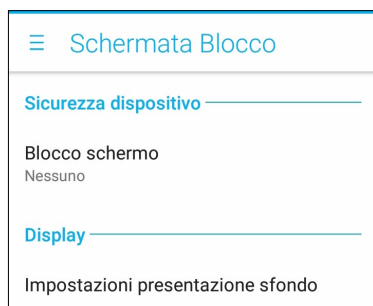 Schermata Blocco
Sicurezza dispositivo
Blocco schermo
Nessuno
Display
Impostazioni presentazione sfondo